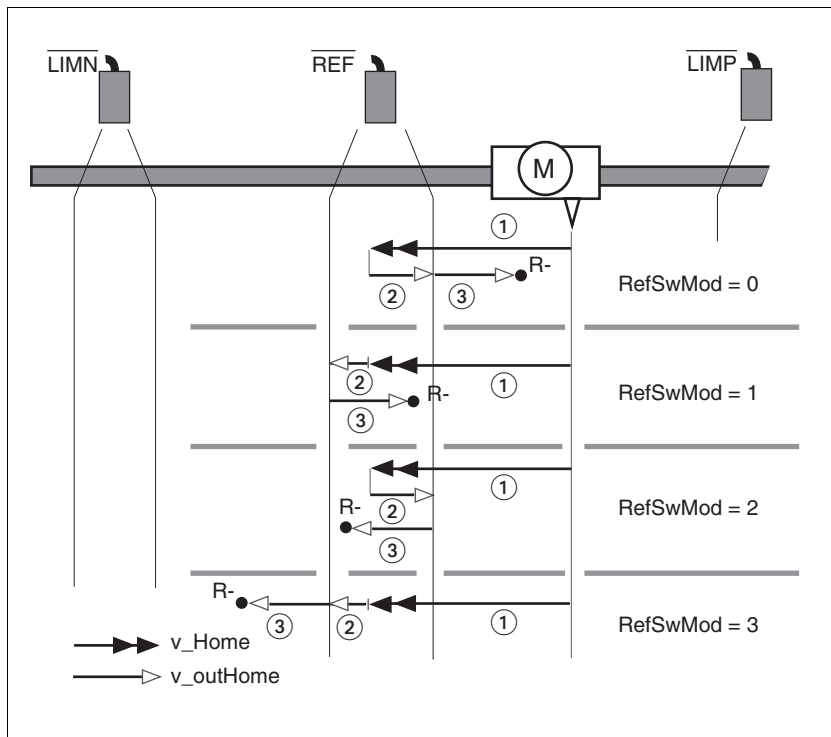 LIMN REF LIMP
M
1
R-
2 3
RefSwMod = 0
2 1
R-
3
RefSwMod = 1
1
2
R-
3
RefSwMod = 2
R-
3 2 1
RefSwMod = 3
v_Home
v_outHome